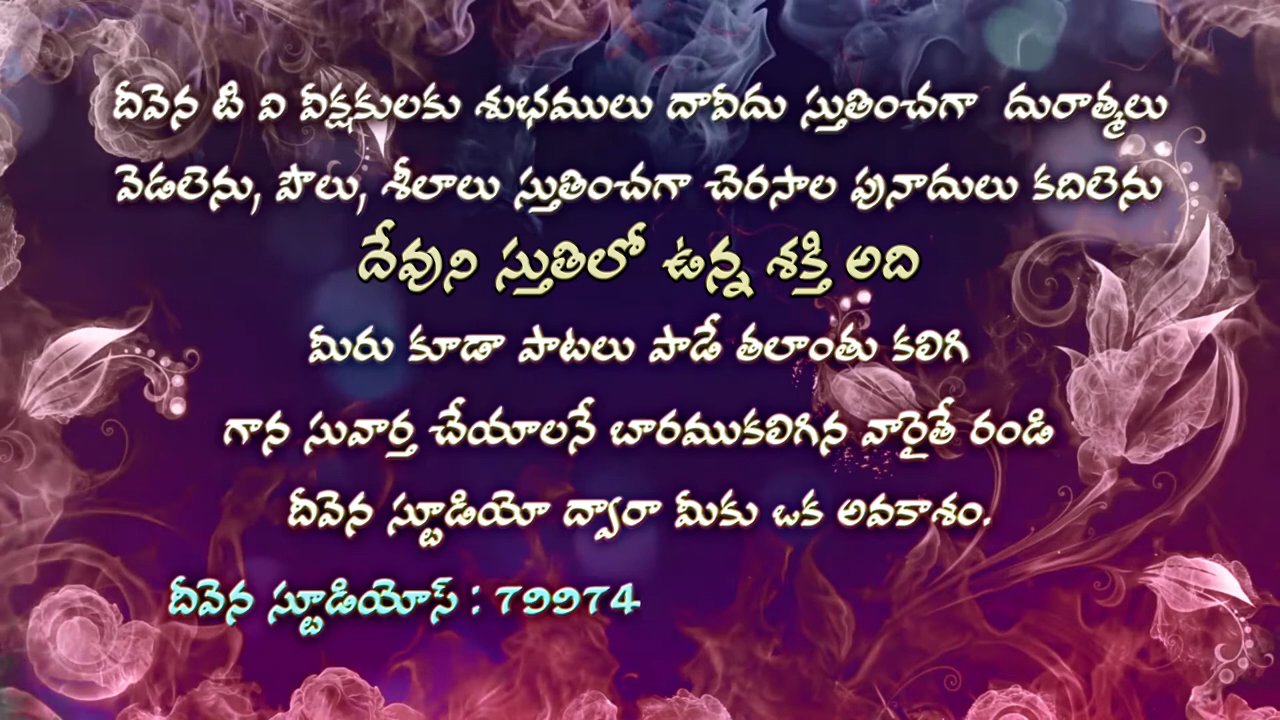 దీవెన టి వి వీక్షకులకు శుభములు దావీదు స్తుతించగా దురాత్మలు
వెడలెను, పౌలు, శీలాలు స్తుతించగా చెరసాల పునాదులు కదిలెను
దేవుని స్తుతిలో ఉన్న శక్తి అది
మీరు కూడా పాటలు పాడే తలాంతు కలిగి
గాన సువార్త చేయాలనే బారముకలిగిన వారైతే రండి
దీవెన స్టూడియో ద్వారా మీకు ఒక అవకాశం.
దీవెన స్టూడియోస్ : 79974